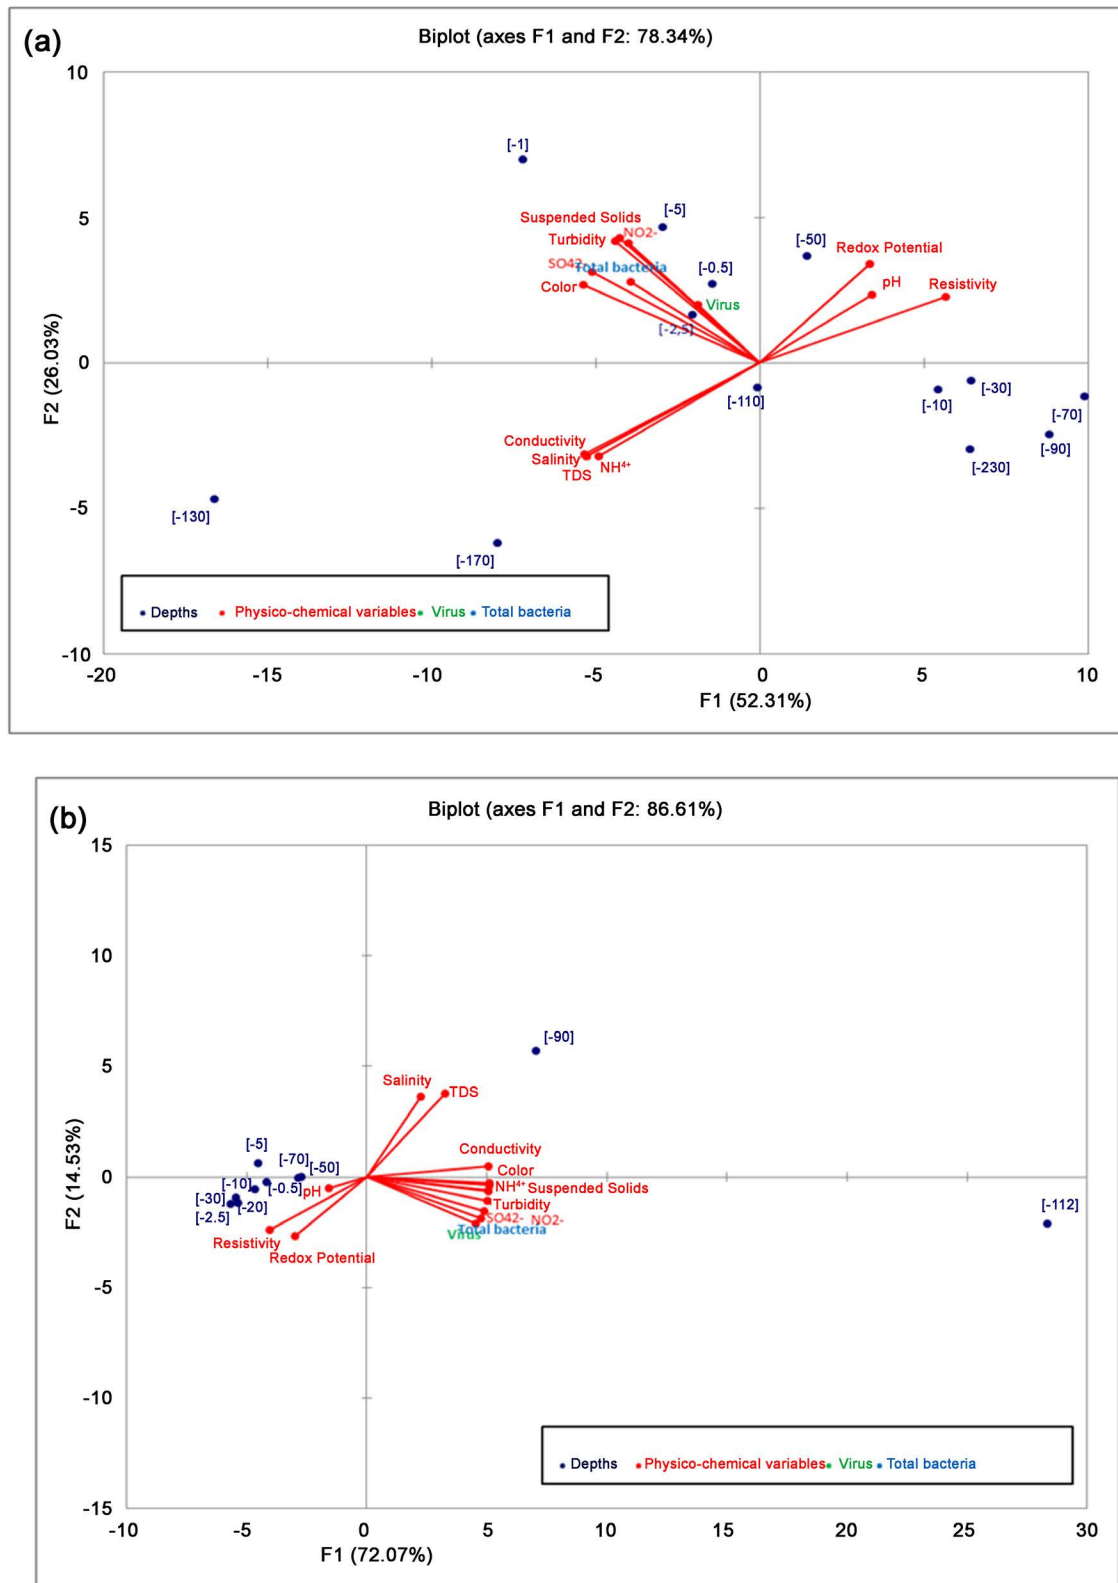 (a)
Biplot (axes F1 and F2: 78.34%)
10
[-1]
[-5]
Suspended Solids
NO2-
5
Turbidity
[-50]
Redox Potential
SO42-
Total bacteria
[-0.5]
Color
pH
Resistivity
Virus
[-2,5]
0
F2 (26.03%)
[-110]
[-10]
[-30]
[-70]
Conductivity
Salinity
TDS
NH4+
[-90]
[-230]
-5
[-130]
[-170]
Depths Physico-chemical variables Virus Total bacteria
-10
-20 -15 -10 -5 0 5 10
F1 (52.31%)
(b)
Biplot (axes F1 and F2: 86.61%)
15
10
[-90]
5
Salinity
TDS
[-5]
[-70]
[-50]
Conductivity
Color
0
[-10]
[-0.5]
pH
NH4+ Suspended Solids
[-30]
[-20]
[-2.5]
Turbidity
SO42- NO2-
[-112]
Total bacteria
Virus
Resistivity
Redox Potential
F2 (14.53%)
-5
-10
Depths Physico-chemical variables Virus Total bacteria
-15
-10 -5 0 5 10 15 20 25 30
F1 (72.07%)